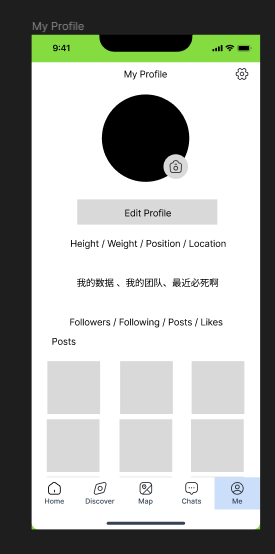 My Profile
9:41
My Profile
Edit Profile
Height / Weight / Position / Location
我的数据 、我的团队、最近必死啊
Followers / Following / Posts / Likes
Posts
Home Discover Map Chats Me